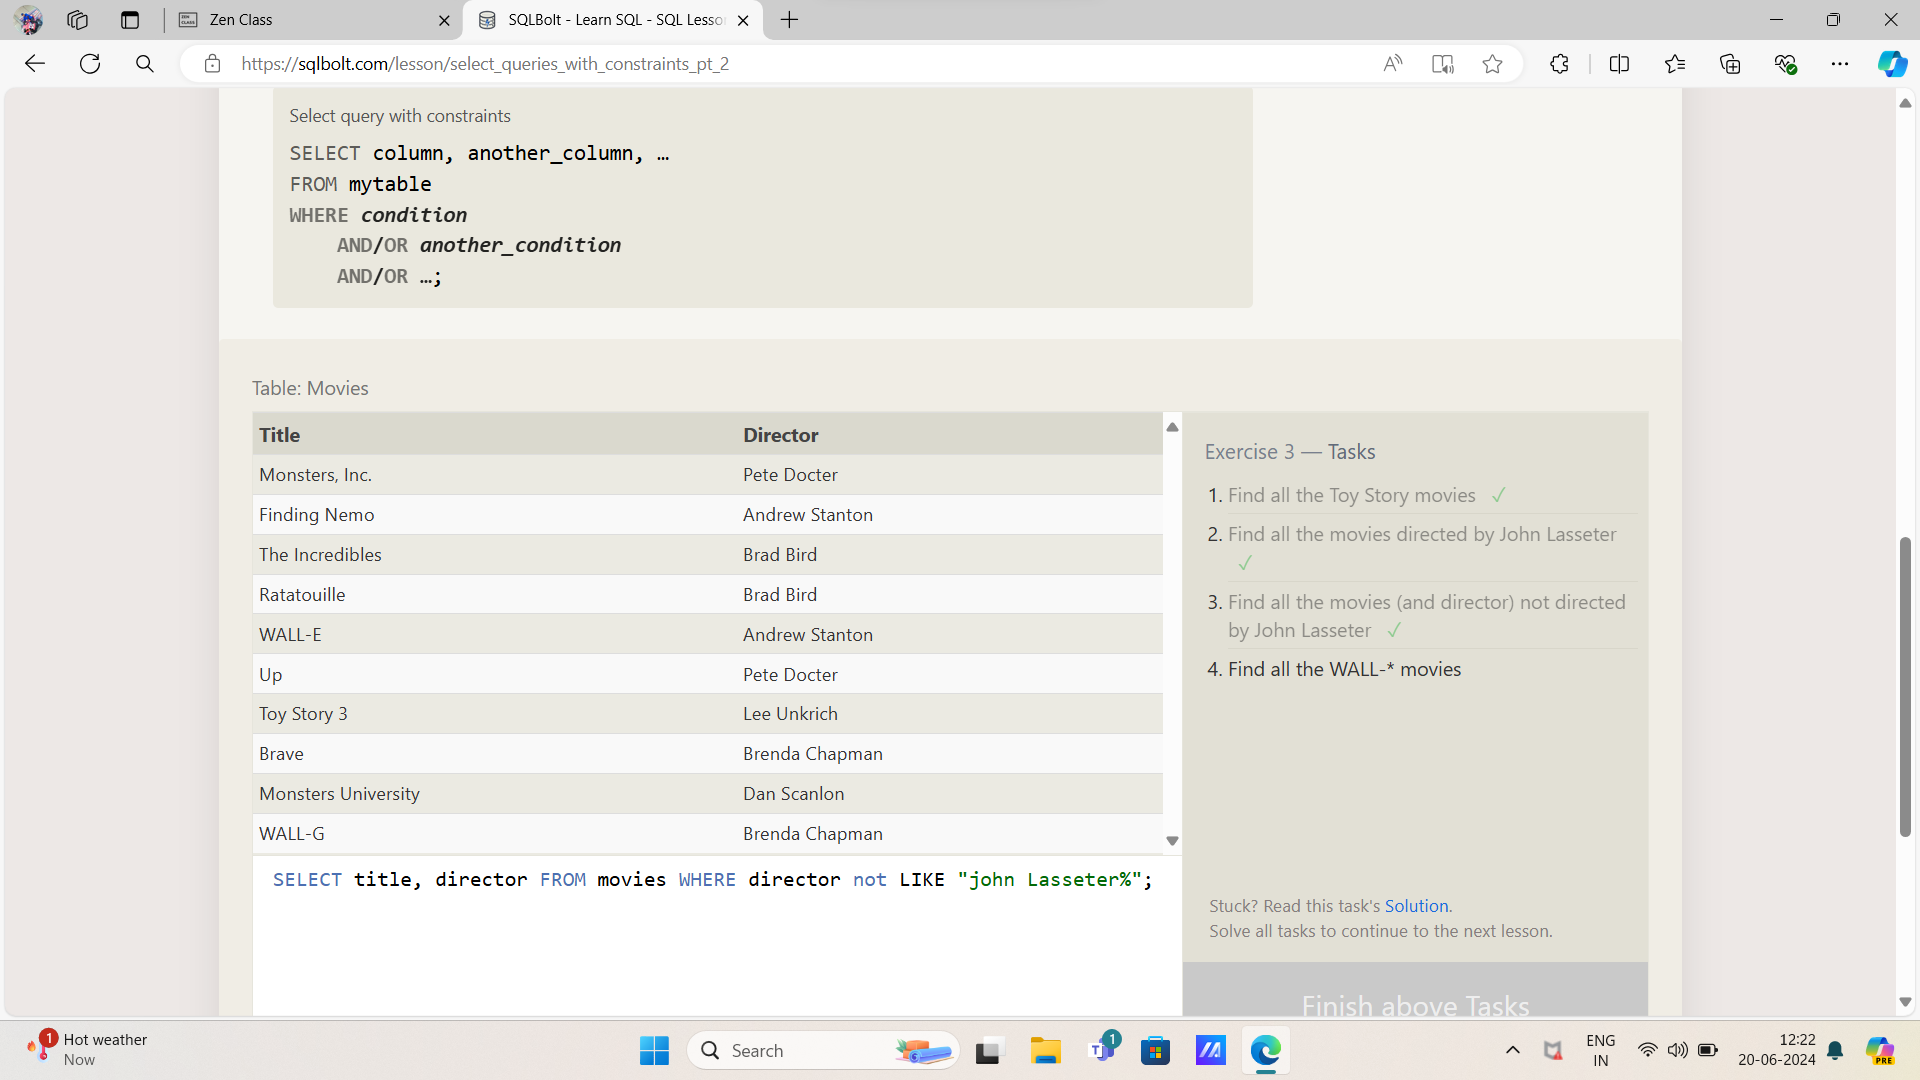 Zen Class
SQLBolt - Learn SQL - SQL Lesso
https://sqlbolt.com/lesson/select_queries_with_constraints_pt_2
Select query with constraints
SELECT column, another_column, …
FROM mytable
WHERE condition
AND/OR another_condition
AND/OR …;
Table: Movies
Title Director
Monsters, Inc. Pete Docter
Finding Nemo Andrew Stanton
The Incredibles Brad Bird
Ratatouille Brad Bird
WALL-E Andrew Stanton
Up Pete Docter
Toy Story 3 Lee Unkrich
Brave Brenda Chapman
Monsters University Dan Scanlon
WALL-G Brenda Chapman
SELECT title, director FROM movies WHERE director not LIKE "john Lasseter%";
Exercise 3 — Tasks
1. Find all the Toy Story movies ✓
2. Find all the movies directed by John Lasseter
✓
3. Find all the movies (and director) not directed
by John Lasseter ✓
4. Find all the WALL-* movies
Stuck? Read this task's Solution.
Solve all tasks to continue to the next lesson.
Finish above Tasks
1
Hot weather
Now
Search
1
ENG
IN
12:22
20-06-2024
PRE